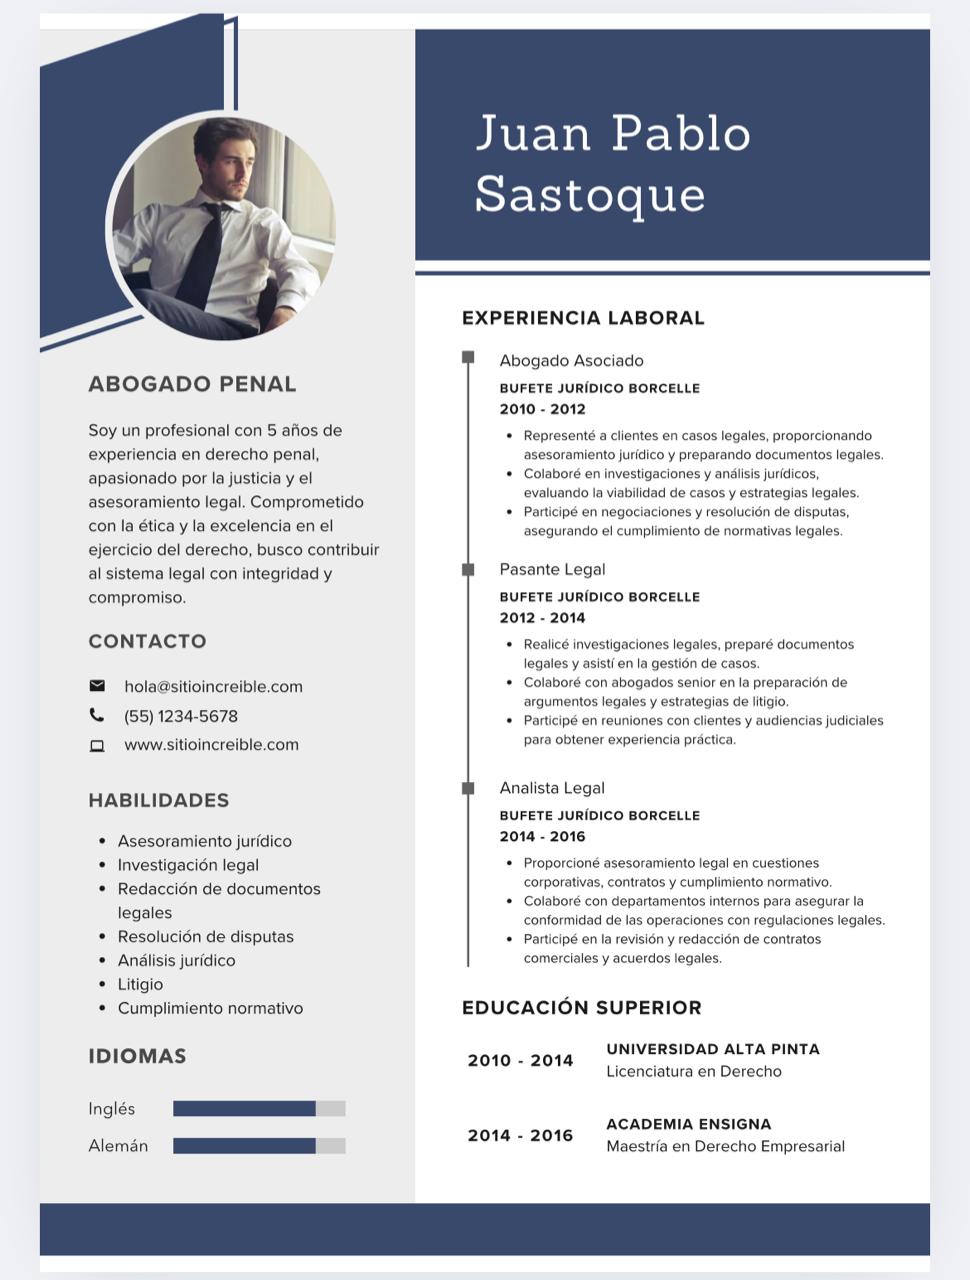 Juan Pablo
Sastoque
ABOGADO PENAL
Soy un profesional con 5 años de
experiencia en derecho penal,
apasionado por la justicia y el
asesoramiento legal. Comprometido
con la ética y la excelencia en el
ejercicio del derecho, busco contribuir
al sistema legal con integridad y
compromiso.
CONTACTO
hola@sitioincreible.com
(55) 1234-5678
www.sitioincreible.com
HABILIDADES
• Asesoramiento jurídico
• Investigación legal
• Redacción de documentos
legales
• Resolución de disputas
• Análisis jurídico
• Litigio
• Cumplimiento normativo
IDIOMAS
Inglés
Alemán
EXPERIENCIA LABORAL
Abogado Asociado
BUFETE JURÍDICO BORCELLE
2010 - 2012
• Representé a clientes en casos legales, proporcionando
asesoramiento jurídico y preparando documentos legales.
• Colaboré en investigaciones y análisis jurídicos,
evaluando la viabilidad de casos y estrategias legales.
• Participé en negociaciones y resolución de disputas,
asegurando el cumplimiento de normativas legales.
Pasante Legal
BUFETE JURÍDICO BORCELLE
2012 - 2014
• Realicé investigaciones legales, preparé documentos
legales y asistí en la gestión de casos.
• Colaboré con abogados senior en la preparación de
argumentos legales y estrategias de litigio.
• Participé en reuniones con clientes y audiencias judiciales
para obtener experiencia práctica.
Analista Legal
BUFETE JURÍDICO BORCELLE
2014 - 2016
• Proporcioné asesoramiento legal en cuestiones
corporativas, contratos y cumplimiento normativo.
• Colaboré con departamentos internos para asegurar la
conformidad de las operaciones con regulaciones legales.
• Participé en la revisión y redacción de contratos
comerciales y acuerdos legales.
EDUCACIÓN SUPERIOR
2010 - 2014
UNIVERSIDAD ALTA PINTA
Licenciatura en Derecho
2014 - 2016
ACADEMIA ENSIGNA
Maestría en Derecho Empresarial